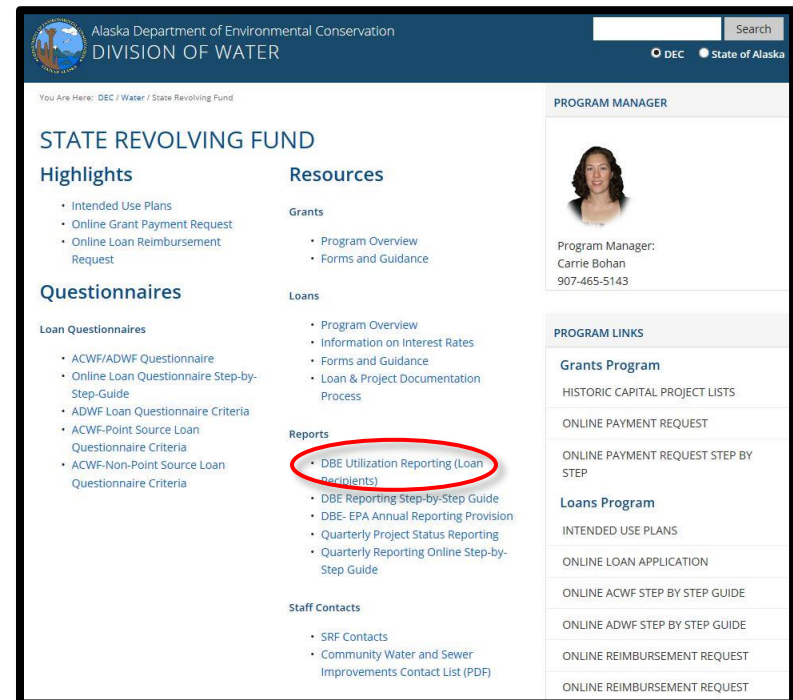 Alaska Department of Environmental Conservation
DIVISION OF WATER
Search
DEC
State of Alaska
You Are Here: DEC / Water / State Revolving Fund
STATE REVOLVING FUND
Highlights
• Intended Use Plans
• Online Grant Payment Request
• Online Loan Reimbursement
Request
Questionnaires
Loan Questionnaires
• ACWF/ADWF Questionnaire
• Online Loan Questionnaire Step-by-
Step-Guide
• ADWF Loan Questionnaire Criteria
• ACWF-Point Source Loan
Questionnaire Criteria
• ACWF-Non-Point Source Loan
Questionnaire Criteria
Resources
Grants
• Program Overview
• Forms and Guidance
Loans
• Program Overview
• Information on Interest Rates
• Forms and Guidance
• Loan & Project Documentation
Process
Reports
• DBE Utilization Reporting (Loan
Recipients)
• DBE Reporting Step-by-Step Guide
• DBE- EPA Annual Reporting Provision
• Quarterly Project Status Reporting
• Quarterly Reporting Online Step-by-
Step Guide
Staff Contacts
• SRF Contacts
• Community Water and Sewer
Improvements Contact List (PDF)
PROGRAM MANAGER
Program Manager:
Carrie Bohan
907-465-5143
PROGRAM LINKS
Grants Program
HISTORIC CAPITAL PROJECT LISTS
ONLINE PAYMENT REQUEST
ONLINE PAYMENT REQUEST STEP BY
STEP
Loans Program
INTENDED USE PLANS
ONLINE LOAN APPLICATION
ONLINE ACWF STEP BY STEP GUIDE
ONLINE ADWF STEP BY STEP GUIDE
ONLINE REIMBURSEMENT REQUEST
ONLINE REIMBURSEMENT REQUEST